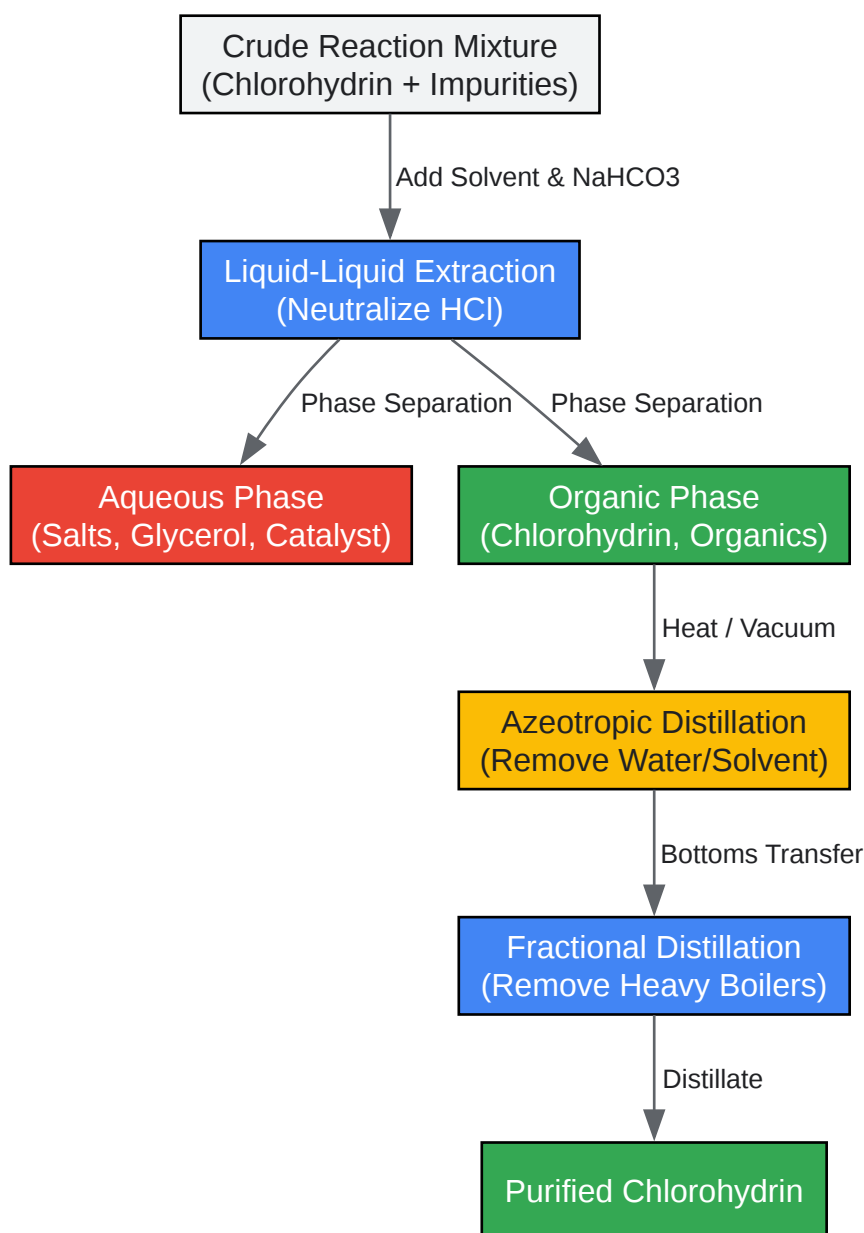 Crude Reaction Mixture
(Chlorohydrin + Impurities)
Add Solvent & NaHCO3
Liquid-Liquid Extraction
(Neutralize HCl)
Phase Separation
Phase Separation
Aqueous Phase
(Salts, Glycerol, Catalyst)
Organic Phase
(Chlorohydrin, Organics)
Heat / Vacuum
Azeotropic Distillation
(Remove Water/Solvent)
Bottoms Transfer
Fractional Distillation
(Remove Heavy Boilers)
Distillate
Purified Chlorohydrin